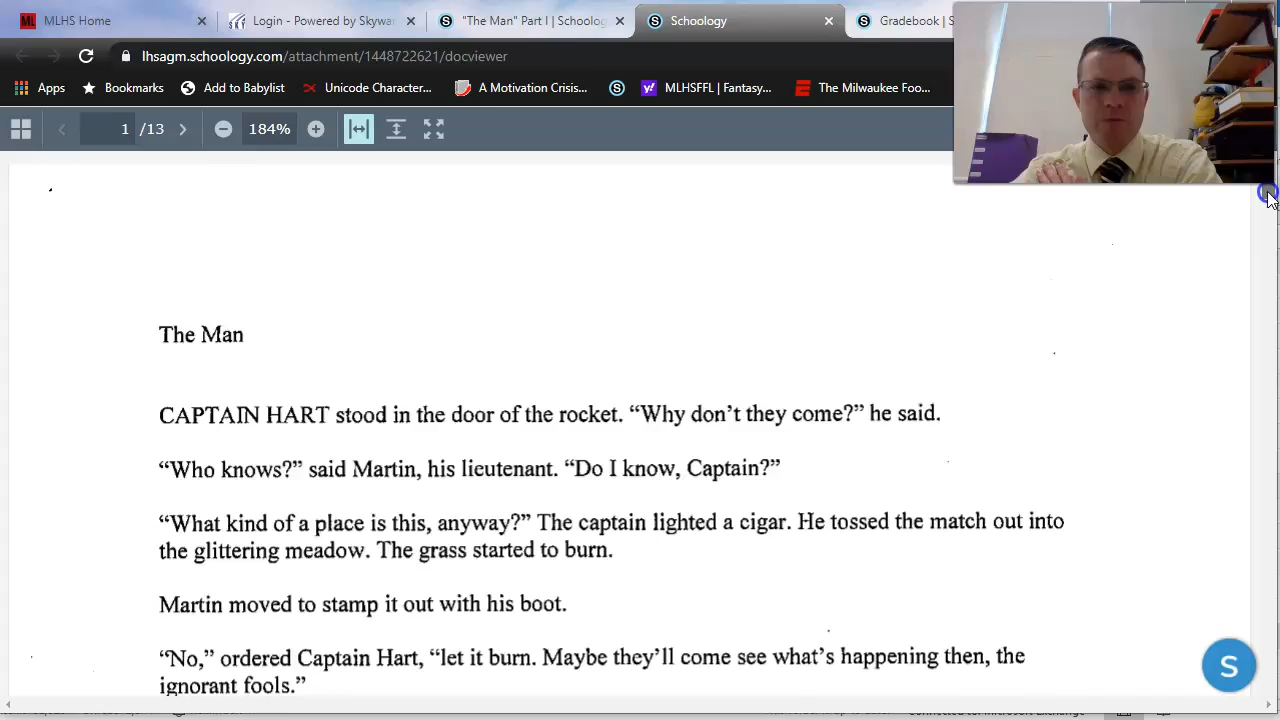 MLHS Home
Login - Powered by Skywar
"The Man" Part I | Schoolog
Schoology
Gradebook | S
lhsagm.schoology.com/attachment/1448722621/docviewer
Apps Bookmarks Add to Babylist Unicode Character... A Motivation Crisis... MLHSFFL | Fantasy... The Milwaukee Foo...
1 /13 184%
The Man
CAPTAIN HART stood in the door of the rocket. “Why don’t they come?” he said.
“Who knows?” said Martin, his lieutenant. “Do I know, Captain?”
“What kind of a place is this, anyway?” The captain lighted a cigar. He tossed the match out into
the glittering meadow. The grass started to burn.
Martin moved to stamp it out with his boot.
“No,” ordered Captain Hart, “let it burn. Maybe they’ll come see what’s happening then, the
ignorant fools.”
S